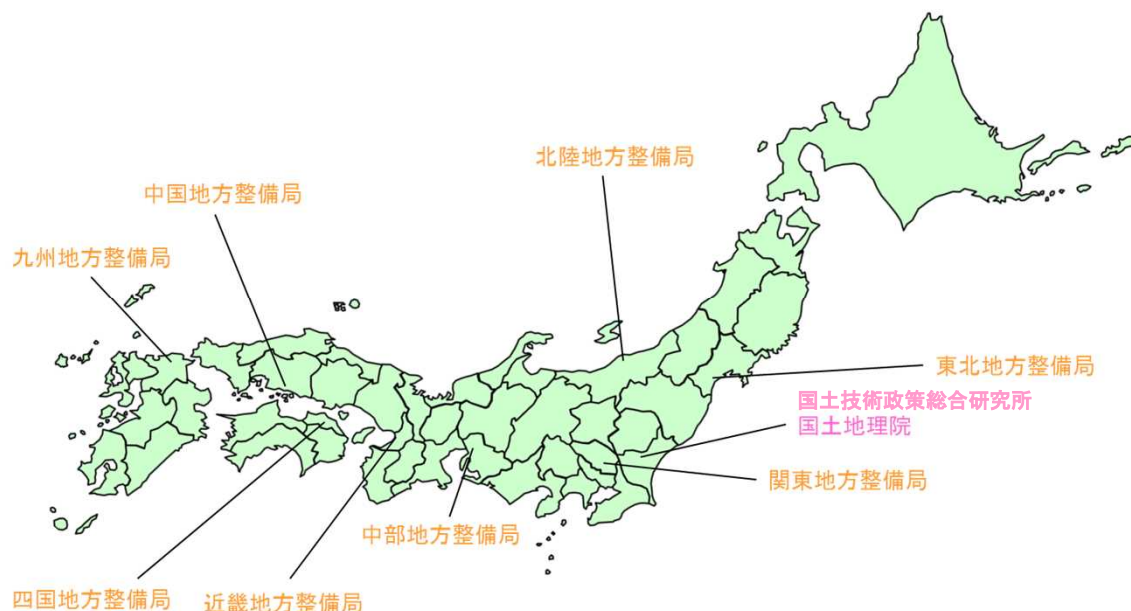 北陸地方整備局
中国地方整備局
九州地方整備局
東北地方整備局
国土技術政策総合研究所
国土地理院
関東地方整備局
中部地方整備局
四国地方整備局
近畿地方整備局